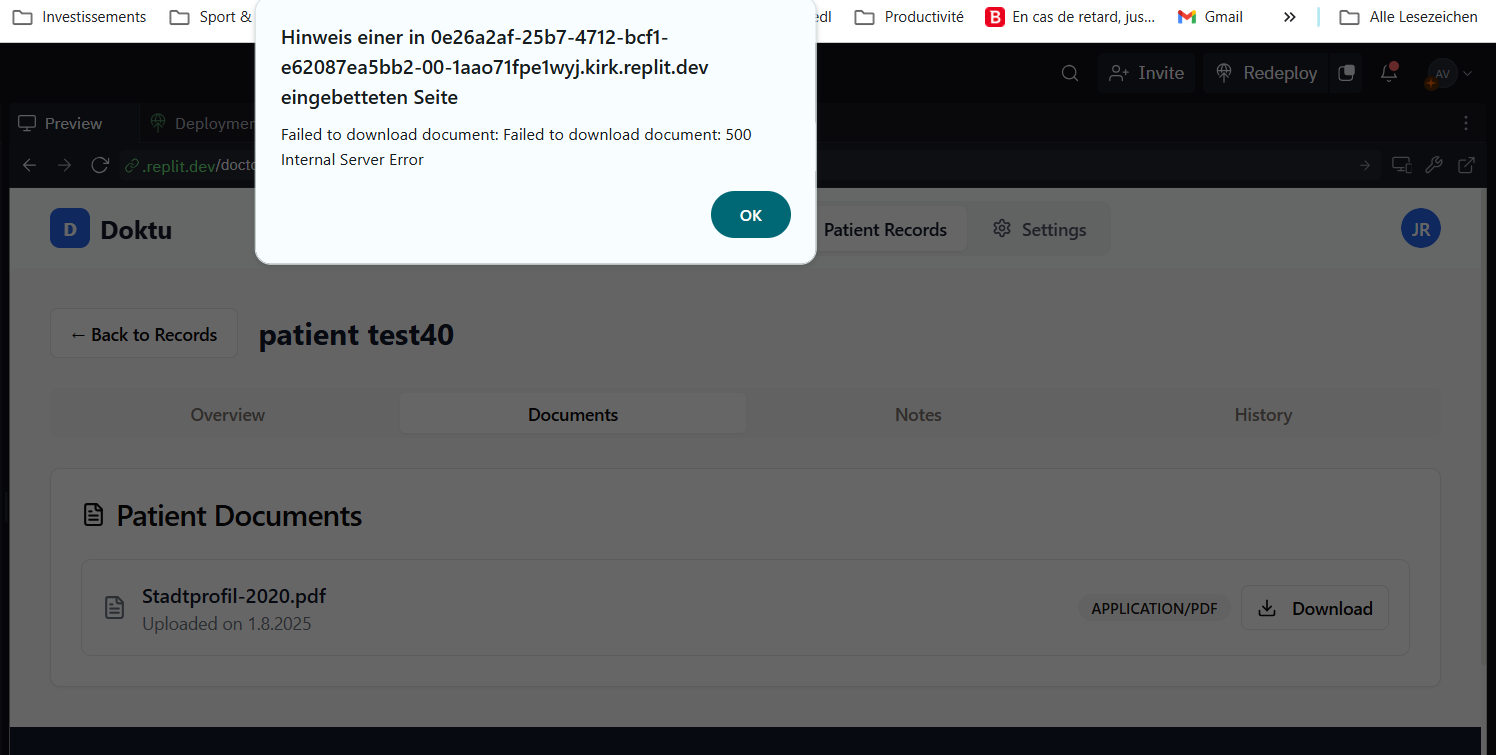 Investissements
Sport &
edl
Productivité
En cas de retard, jus...
Gmail
»
Alle Lesezeichen
Hinweis einer in 0e26a2af-25b7-4712-bcf1-
e62087ea5bb2-00-1aao71fpe1wyj.kirk.replit.dev
eingebetteten Seite
Failed to download document: Failed to download document: 500
Internal Server Error
OK
Invite
Redeploy
AV
Preview
Deploymen
.replit.dev/docto
D
Doktu
Patient Records
Settings
JR
← Back to Records
patient test40
Overview
Documents
Notes
History
Patient Documents
Stadtprofil-2020.pdf
Uploaded on 1.8.2025
APPLICATION/PDF
Download